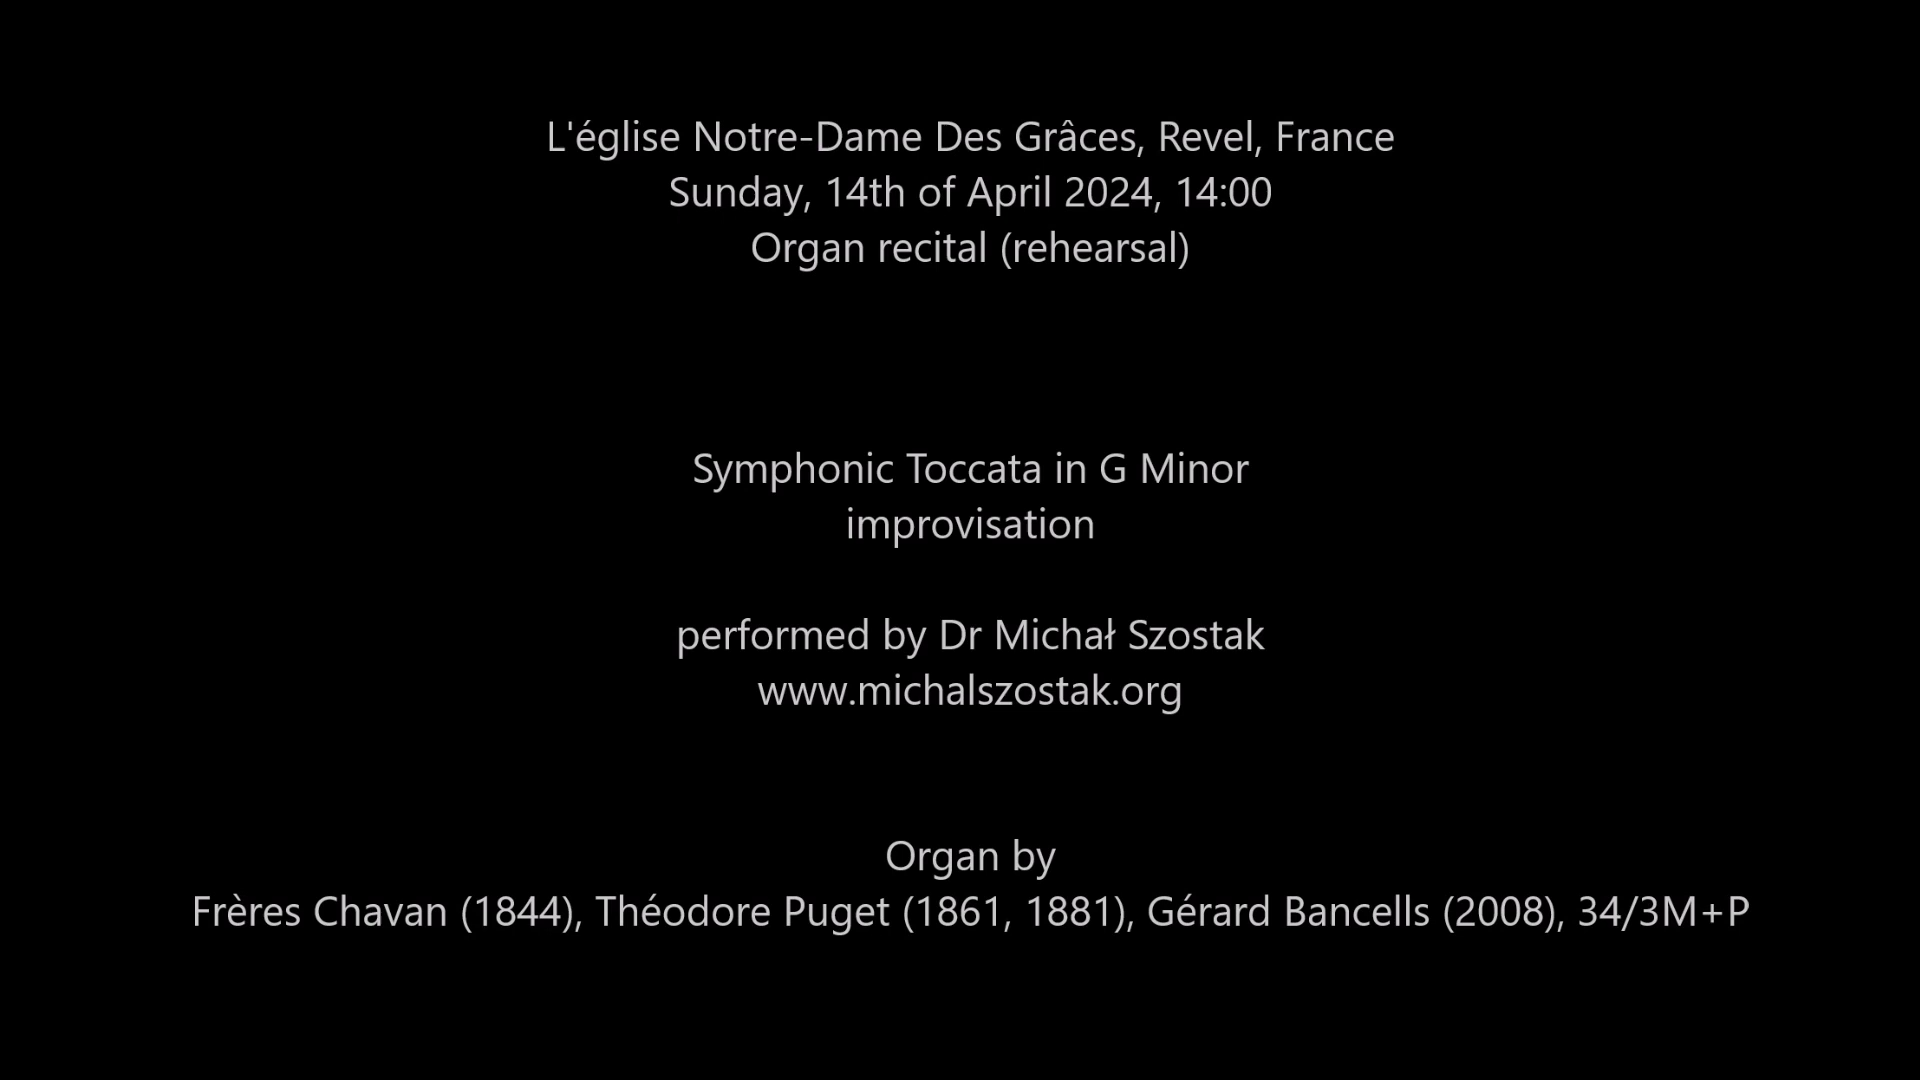 L'église Notre-Dame Des Grâces, Revel, France
Sunday, 14th of April 2024, 14:00
Organ recital (rehearsal)
Symphonic Toccata in G Minor
improvisation
performed by Dr Michał Szostak
www.michalszostak.org
Organ by
Frères Chavan (1844), Théodore Puget (1861, 1881), Gérard Bancells (2008), 34/3M+P